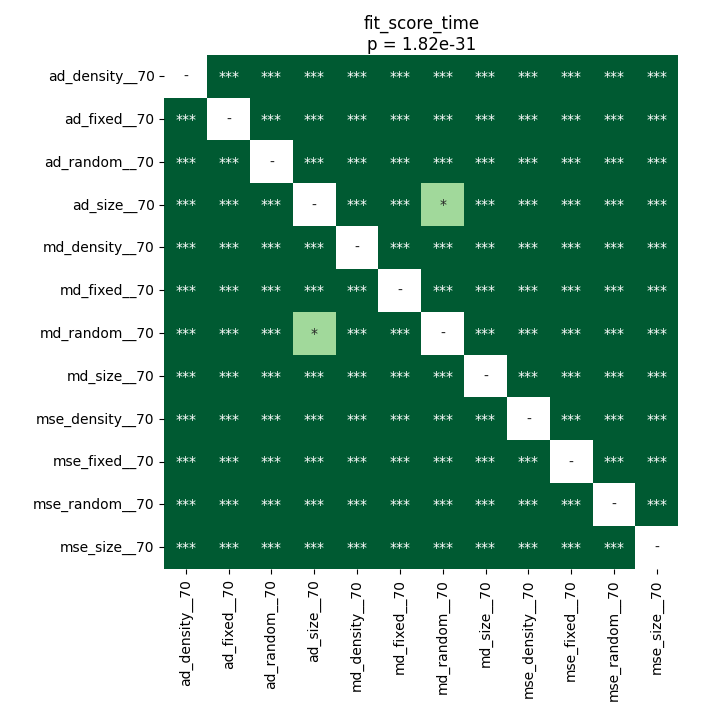 fit_score_time
p = 1.82e-31
ad_density__70 - *** *** *** *** *** *** *** *** *** *** ***
ad_fixed__70 *** - *** *** *** *** *** *** *** *** *** ***
ad_random__70 *** *** - *** *** *** *** *** *** *** *** ***
ad_size__70 *** *** *** - *** *** * *** *** *** *** ***
md_density__70 *** *** *** *** - *** *** *** *** *** *** ***
md_fixed__70 *** *** *** *** *** - *** *** *** *** *** ***
md_random__70 *** *** *** * *** *** - *** *** *** *** ***
md_size__70 *** *** *** *** *** *** *** - *** *** *** ***
mse_density__70 *** *** *** *** *** *** *** *** - *** *** ***
mse_fixed__70 *** *** *** *** *** *** *** *** *** - *** ***
mse_random__70 *** *** *** *** *** *** *** *** *** *** - ***
mse_size__70 *** *** *** *** *** *** *** *** *** *** *** -
ad_density__70
ad_fixed__70
ad_random__70
ad_size__70
md_density__70
md_fixed__70
md_random__70
md_size__70
mse_density__70
mse_fixed__70
mse_random__70
mse_size__70